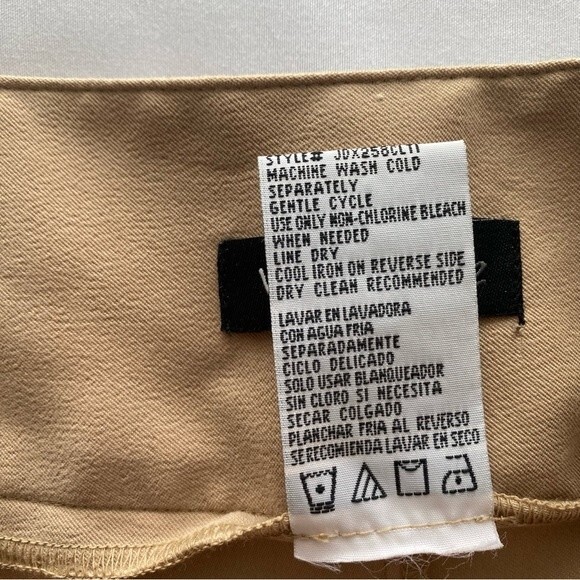 STYLE# JDX258CLTI
MACHINE WASH COLD
SEPARATELY
GENTLE CYCLE
USE ONLY NON-CHLORINE BLEACH
WHEN NEEDED
LINE DRY
COOL IRON ON REVERSE SIDE
DRY CLEAN RECOMMENDED
LAVAR EN LAVADORA
CON AGUA FRIA
SEPARADAMENTE
CICLO DELICADO
SOLO USAR BLANQUEADOR
SIN CLORO SI NECESITA
SECAR COLGADO
PLANCHAR FRIA AL REVERSO
SE RECOMIENDA LAVAR EN SECO